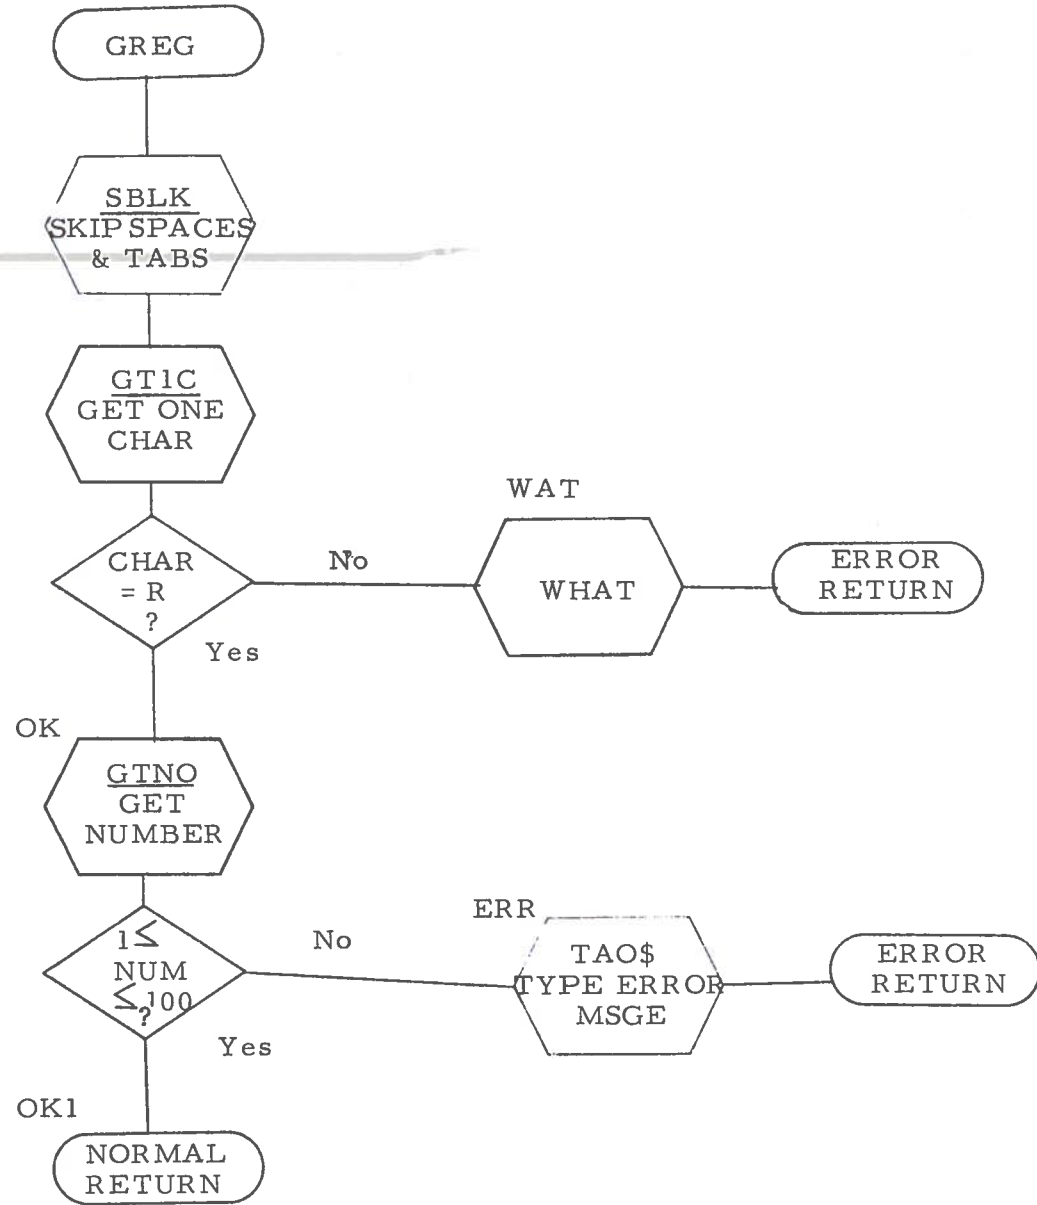 GREG
SBLK
SKIP SPACES
& TABS
GT1C
GET ONE
CHAR
CHAR
= R
?
No
Yes
WAT
WHAT
ERROR
RETURN
OK
GTNO
GET
NUMBER
1≤
NUM
≤100
?
No
Yes
ERR
TAO$
TYPE ERROR
MSGE
ERROR
RETURN
OK1
NORMAL
RETURN